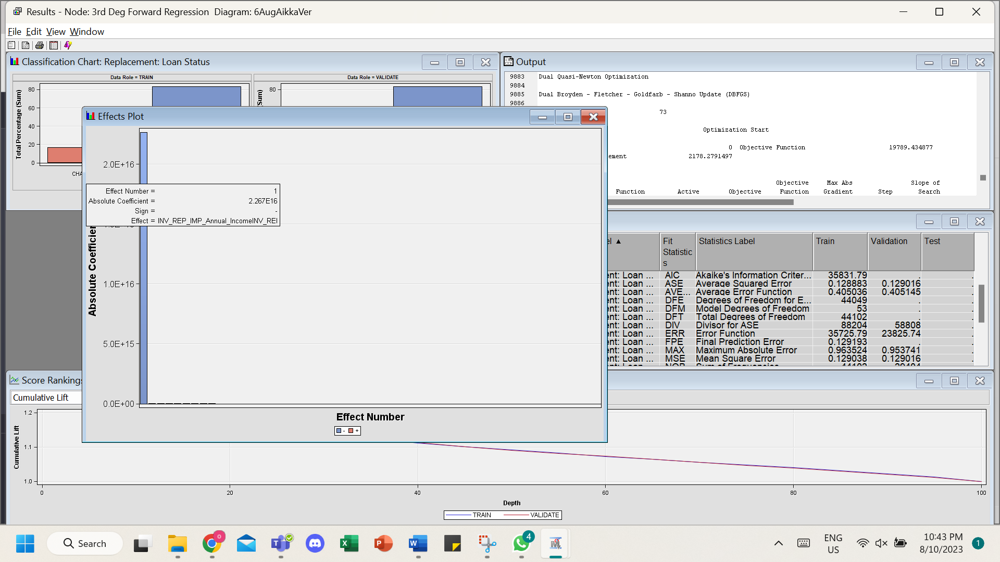 Results - Node: 3rd Deg Forward Regression Diagram: 6AugAikkaVer
File Edit View Window
Classification Chart: Replacement: Loan Status
Data Role = TRAIN
Data Role = VALIDATE
Total Percentage (Sum)
80
60
40
20
0
80
(Sum)
CHA
Output
9883 Dual Quasi-Newton Optimization
9884
9885 Dual Broyden - Fletcher - Goldfarb - Shanno Update (DBFGS)
9886
73
Optimization Start
0 Objective Function 19789.434877
ement 2178.2791497
Objective Max Abs Slope of
Function Active Objective Function Gradient Step Search
Effects Plot
2.0E+16
1.0E+16
5.0E+15
0.0E+00
Absolute Coefficien
Effect Number = 1
Absolute Coefficient = 2.267E16
Sign = -
Effect = INV_REP_IMP_Annual_IncomeINV_REI
Effect Number
- +
el ▲ Fit Statistics Statistics Label Train Validation Test
ent: Loan ... AIC Akaike's Information Criter... 35831.79 . .
ent: Loan ... ASE Average Squared Error 0.128883 0.129016 .
ent: Loan ... AVE... Average Error Function 0.405036 0.405145 .
ent: Loan ... DFE Degrees of Freedom for E... 44049 . .
ent: Loan ... DFM Model Degrees of Freedom 53 . .
ent: Loan ... DFT Total Degrees of Freedom 44102 . .
ent: Loan ... DIV Divisor for ASE 88204 58808 .
ent: Loan ... ERR Error Function 35725.79 23825.74 .
ent: Loan ... FPE Final Prediction Error 0.129193 . .
ent: Loan ... MAX Maximum Absolute Error 0.963524 0.953741 .
ent: Loan ... MSE Mean Square Error 0.129038 0.129016 .
Score Rankings
Cumulative Lift
Cumulative Lift
1.2
1.1
1.0
0 20 40 60 80 100
Depth
TRAIN VALIDATE
Search
0
4
ENG
US
10:43 PM
8/10/2023
1